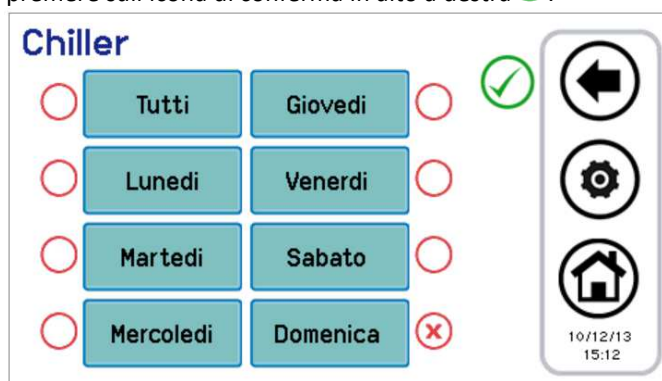 premere sull'icona di conferma in alto a destra .
Chiller
Tutti Giovedi
Lunedi Venerdi
Martedi Sabato
Mercoledi Domenica
10/12/13
15:12